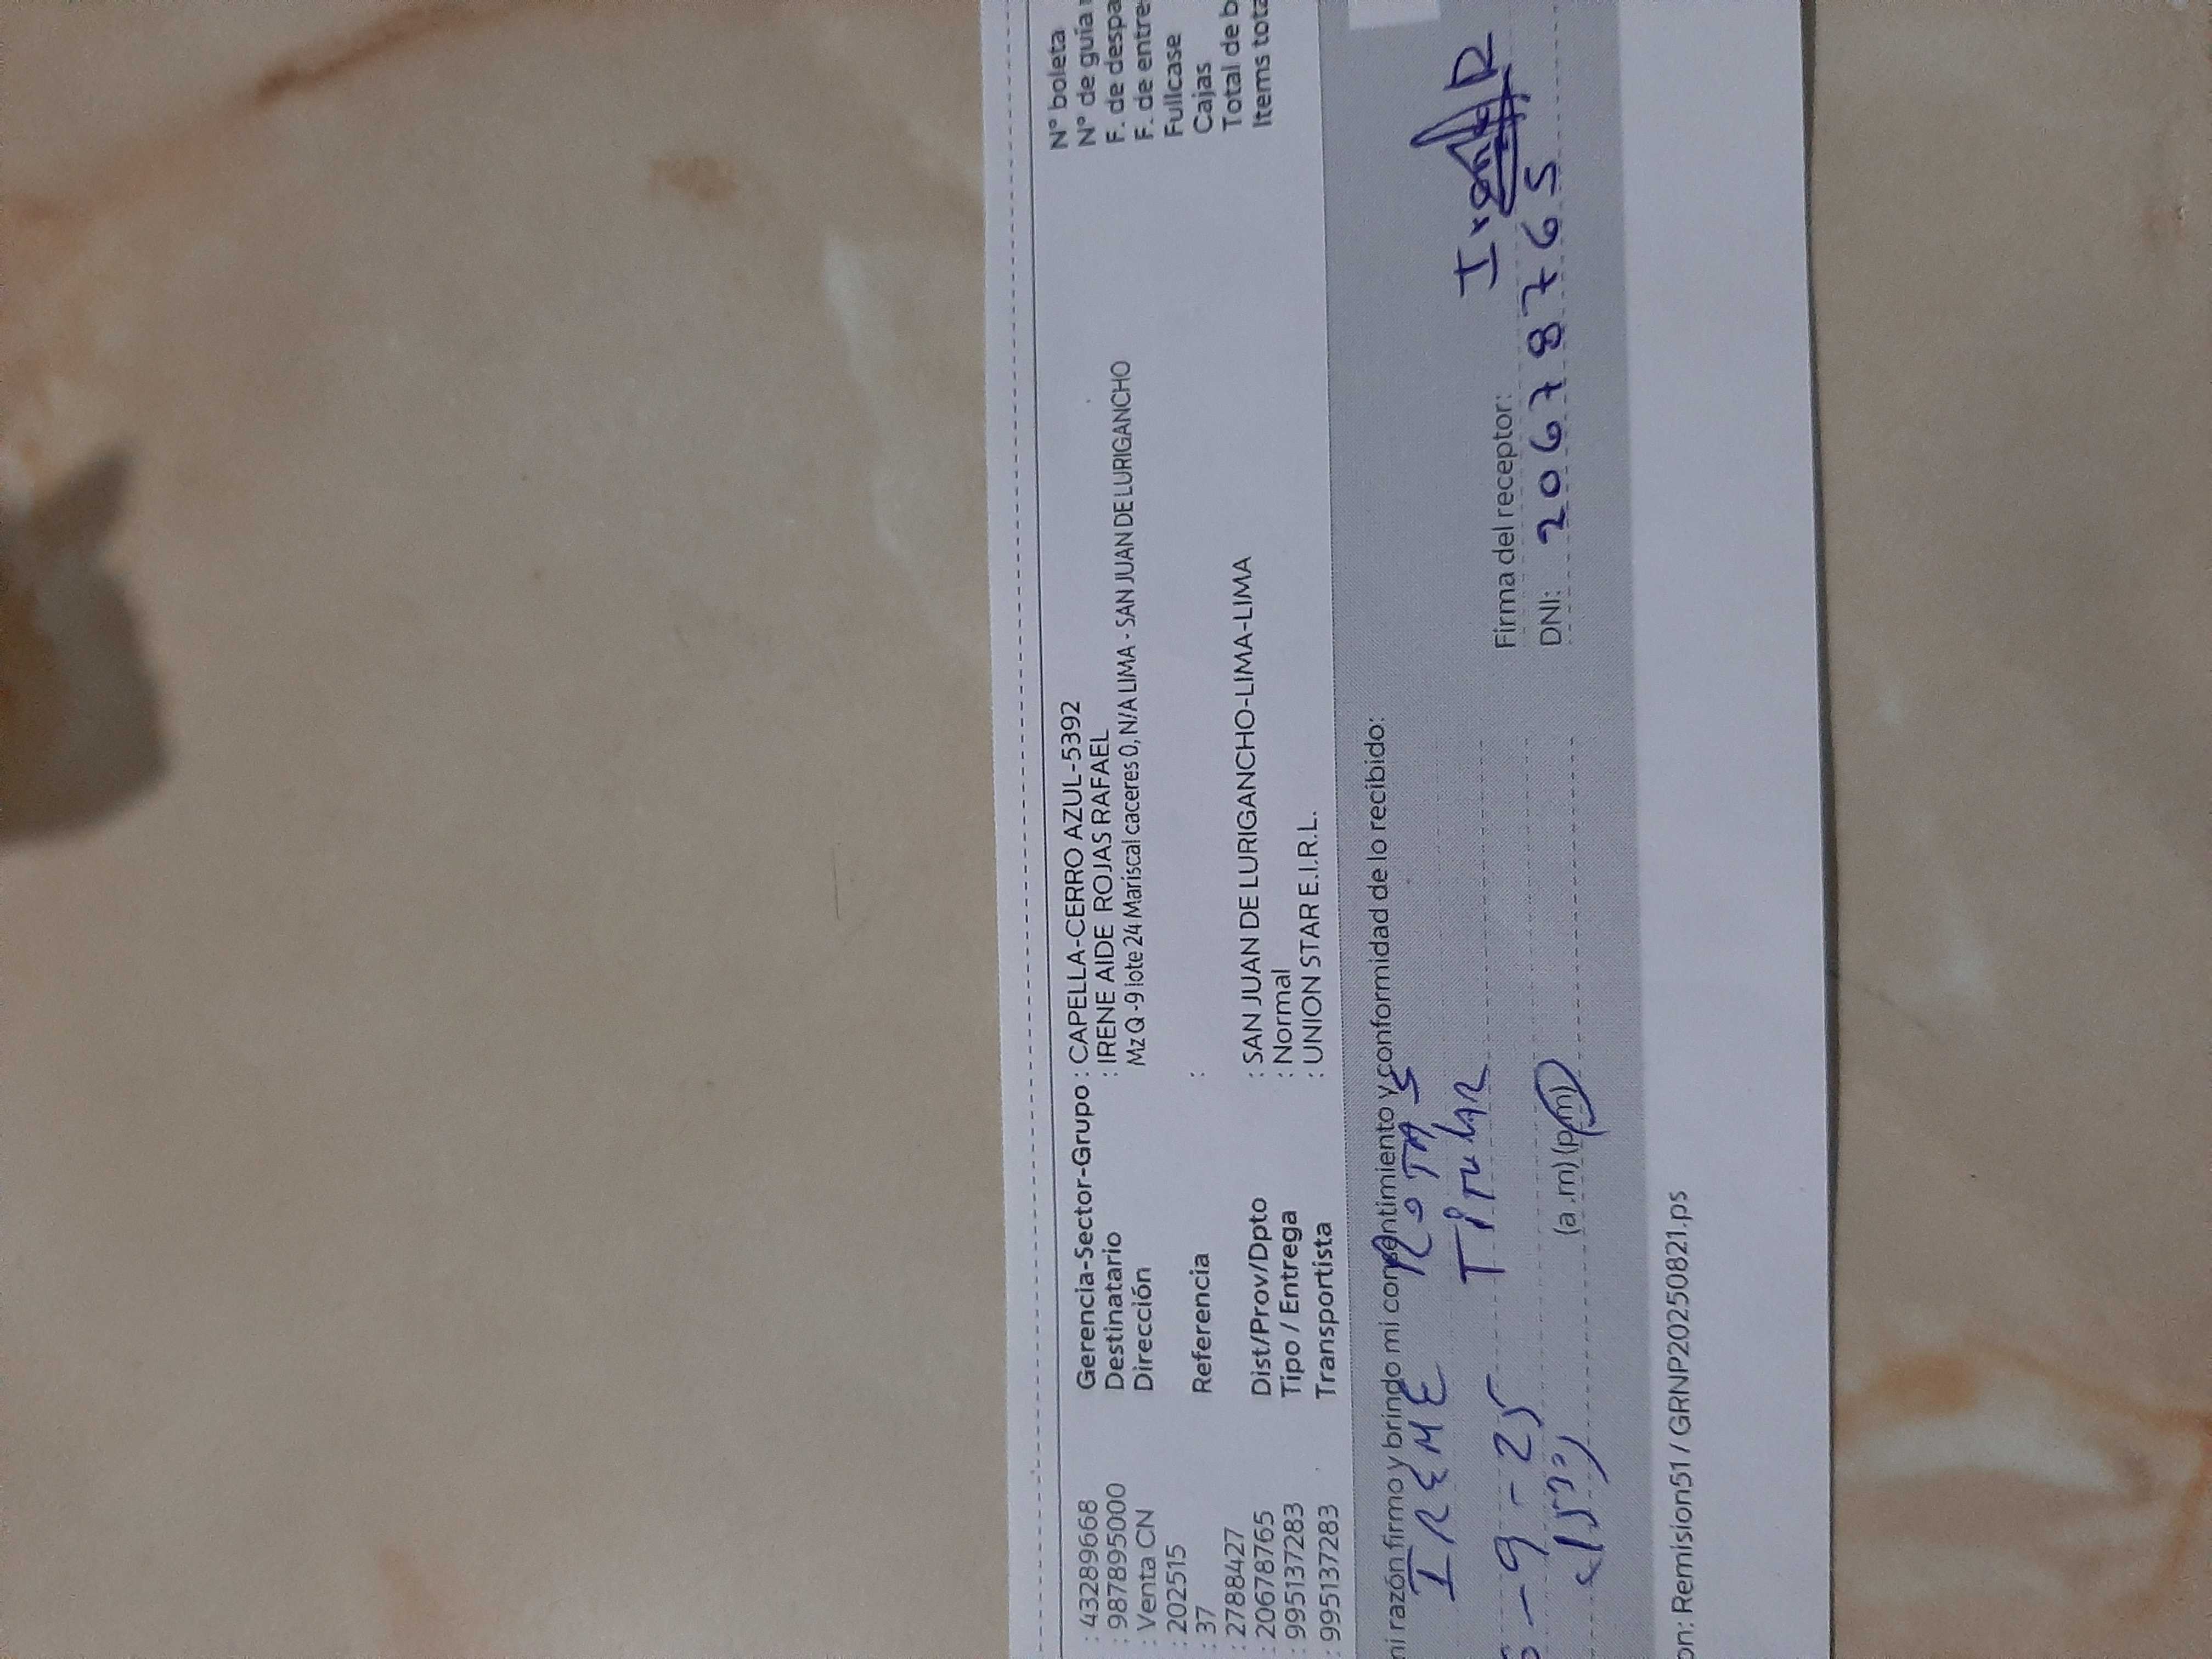 : 43289668 Gerencia-Sector-Grupo : CAPELLA-CERRO AZUL-5392 N° boleta
: 987895000 Destinatario : IRENE AIDE ROJAS RAFAEL N° de guía
: Venta CN Dirección MzQ -9 lote 24 Mariscal caceres 0, N/A LIMA - SAN JUAN DE LURIGANCHO F. de despa
: 202515 F. de entre
: 37 Referencia : Fullcase
: 2788427 Cajas
: 20678765 Dist/Prov/Dpto : SAN JUAN DE LURIGANCHO-LIMA-LIMA Total de b
: 995137283 Tipo / Entrega : Normal Items tota
: 995137283 Transportista : UNION STAR E.I.R.L.
mi razón firmo y brindo mi consentimiento y conformidad de lo recibido:
IRENE ROJAS
TITULAR
Firma del receptor:
- 9 - 25
DNI: 20678765
(a .m) (p.m)
on: Remision51 / GRNP20250821.ps